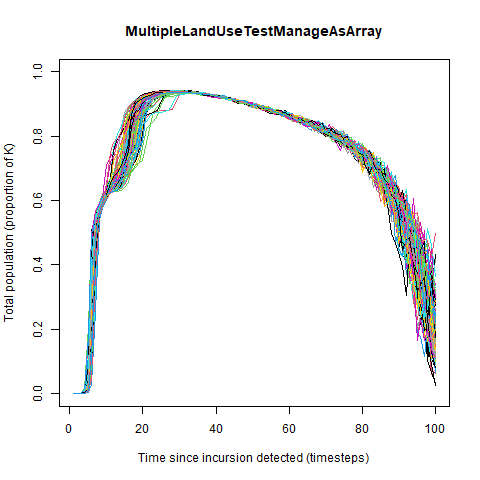 MultipleLandUseTestManageAsArray
Total population (proportion of K)
1.0
0.8
0.6
0.4
0.2
0.0
0 20 40 60 80 100
Time since incursion detected (timesteps)